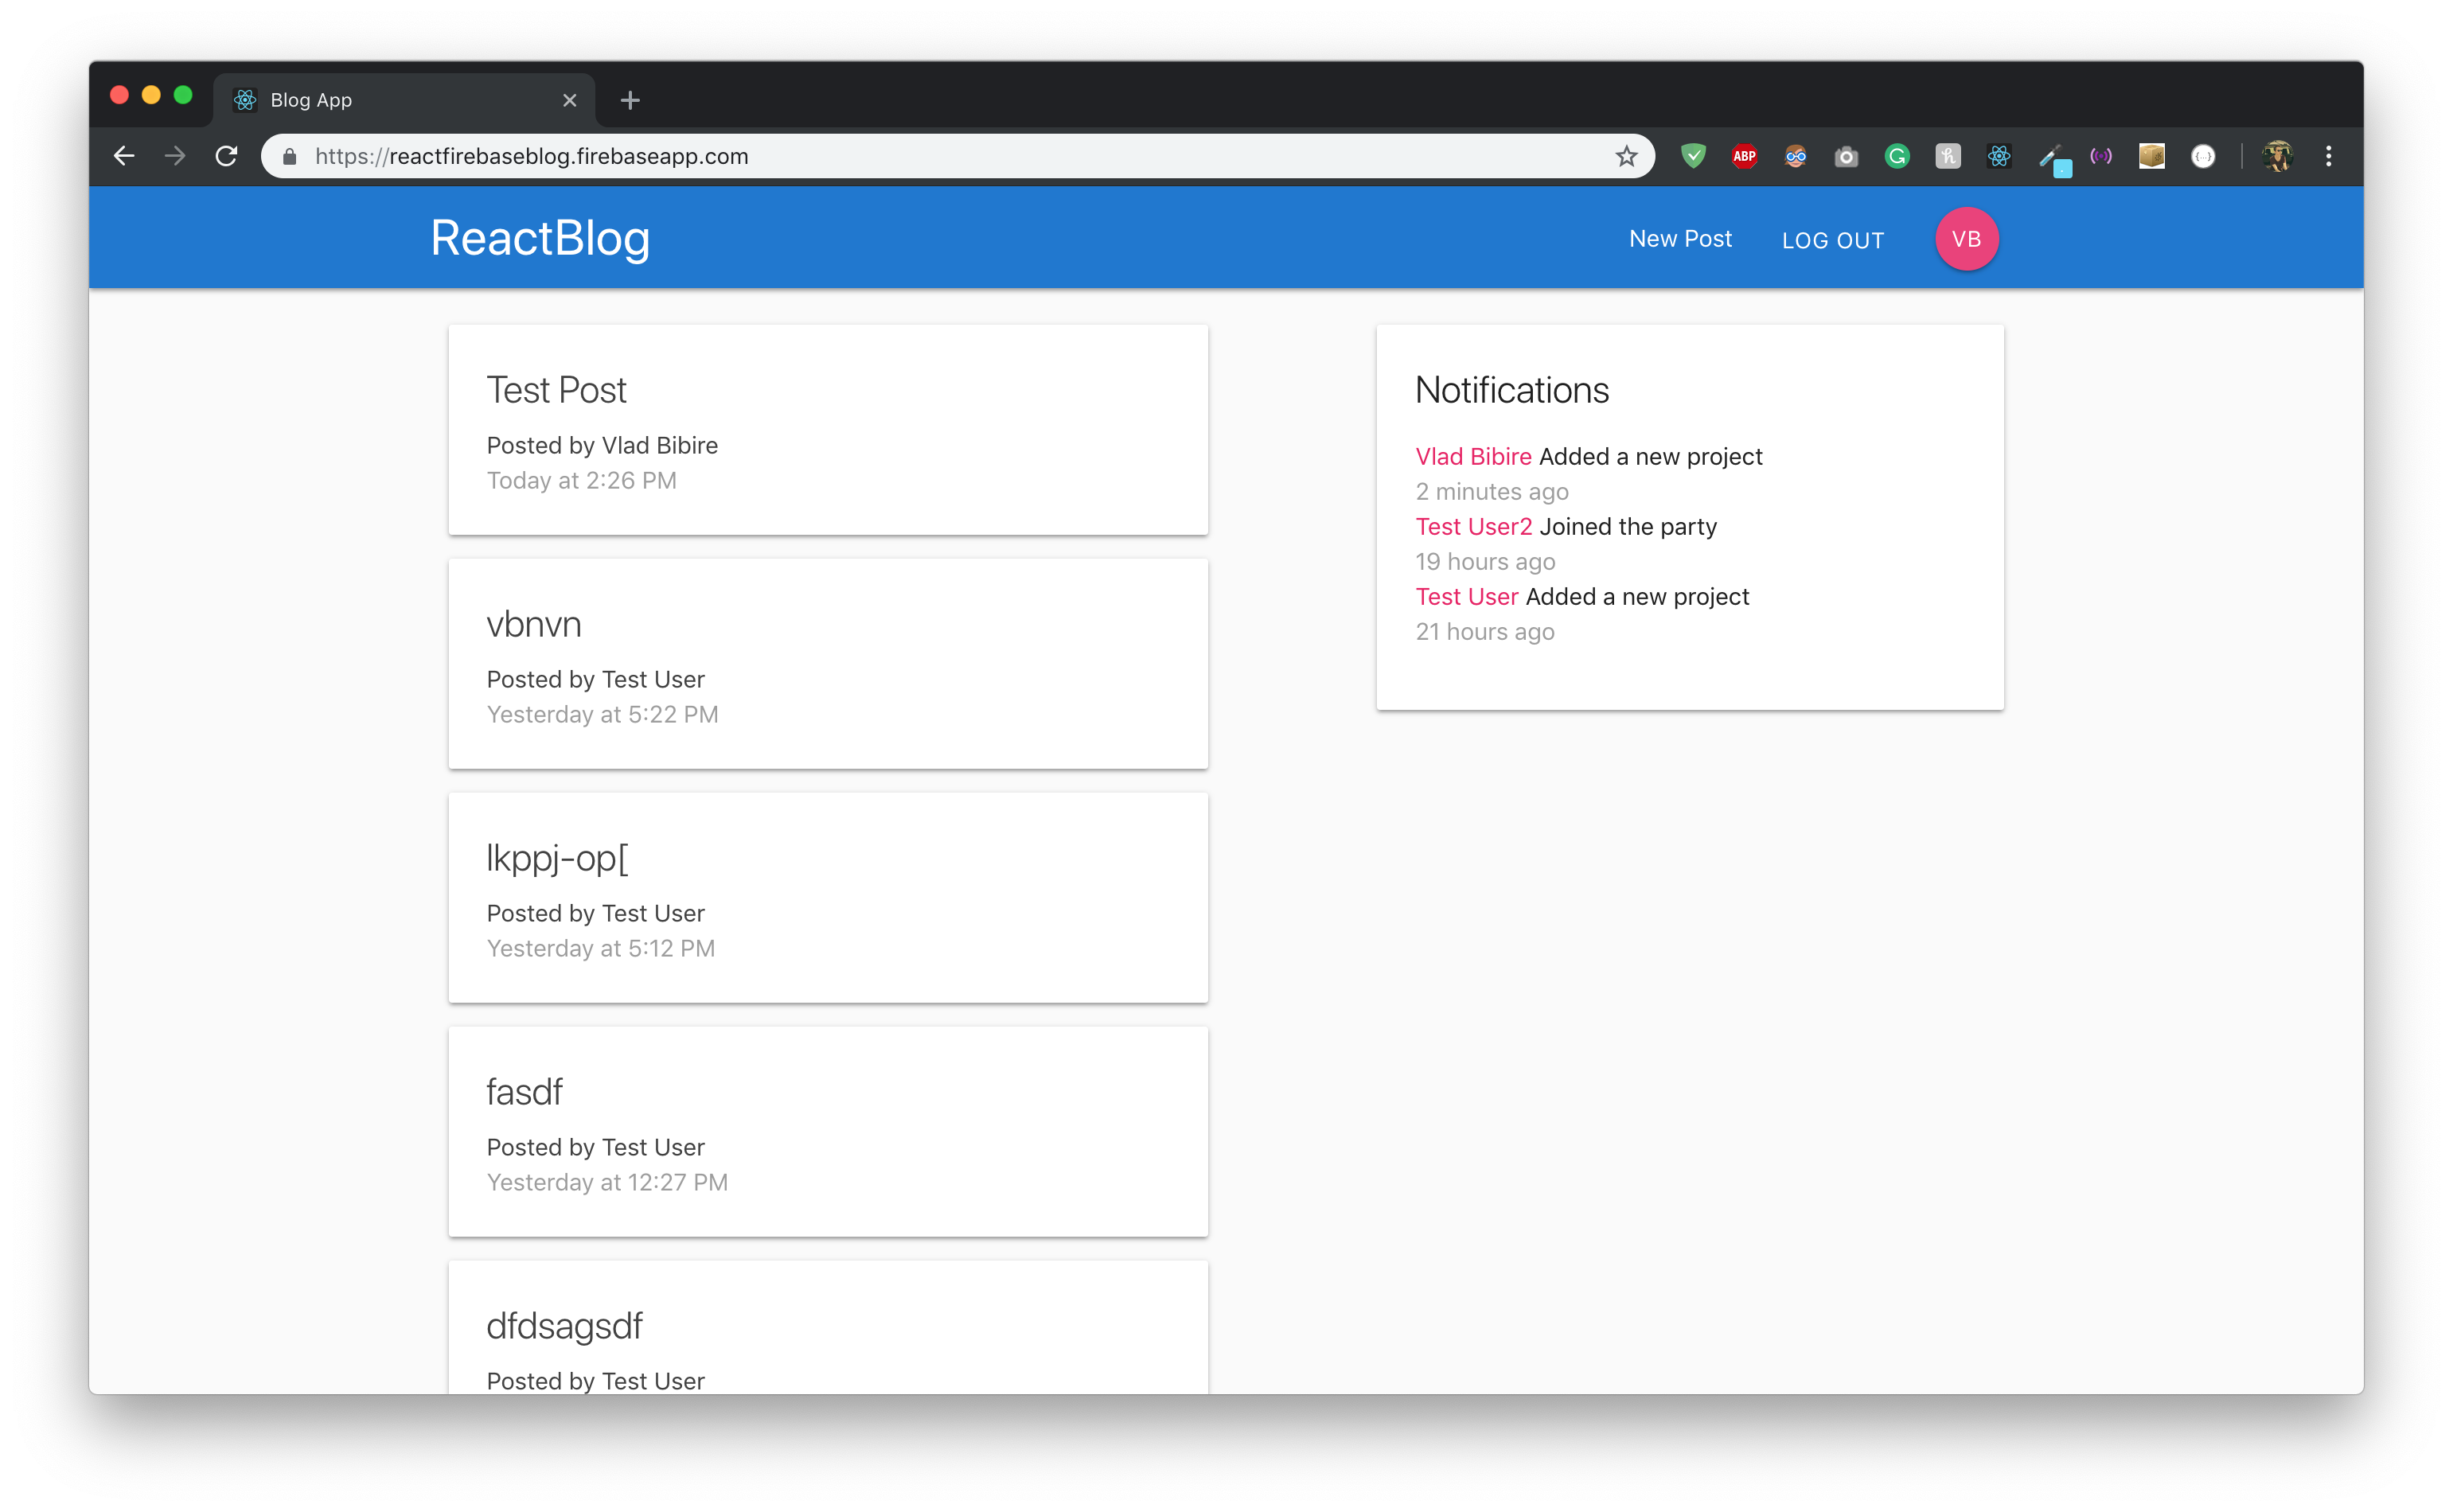 Blog App
https://reactfirebaseblog.firebaseapp.com
ABP
ReactBlog
New Post
LOG OUT
VB
Test Post
Posted by Vlad Bibire
Today at 2:26 PM
vbnvn
Posted by Test User
Yesterday at 5:22 PM
lkppj-op[
Posted by Test User
Yesterday at 5:12 PM
fasdf
Posted by Test User
Yesterday at 12:27 PM
dfdsagsdf
Posted by Test User
Notifications
Vlad Bibire Added a new project
2 minutes ago
Test User2 Joined the party
19 hours ago
Test User Added a new project
21 hours ago